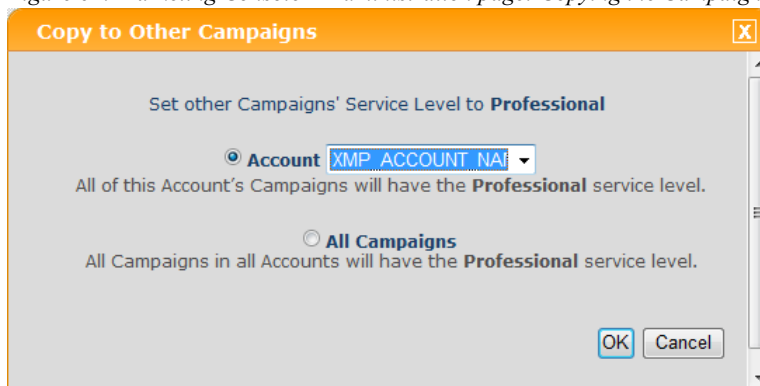 Copy to Other Campaigns
X
Set other Campaigns' Service Level to Professional
Account XMP_ACCOUNT_NAI
All of this Account's Campaigns will have the Professional service level.
All Campaigns
All Campaigns in all Accounts will have the Professional service level.
OK Cancel